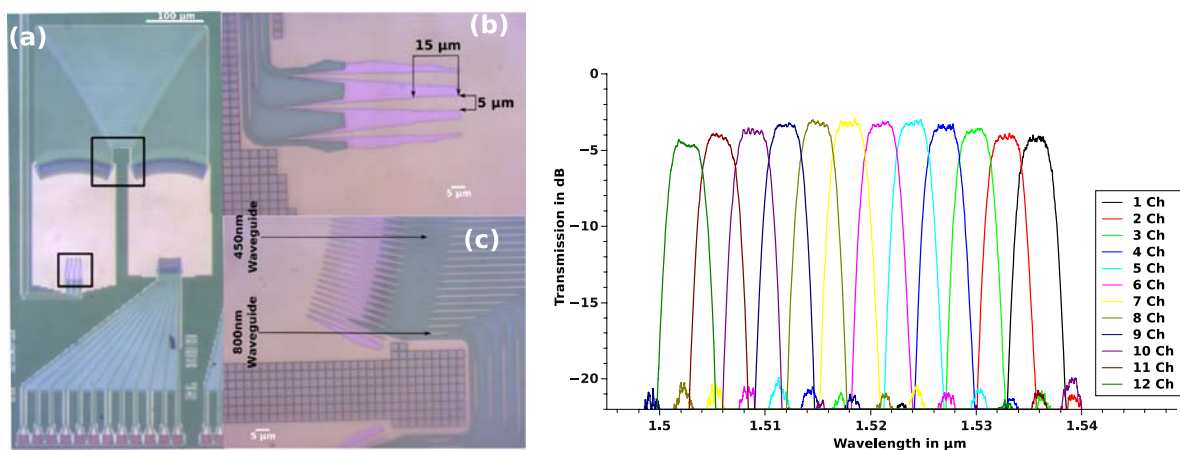 (a)
100 µm
(b)
15 µm
5 µm
5 µm
(c)
450nm
Waveguide
800nm
Waveguide
5 µm
Transmission in dB
0
−5
−10
−15
−20
1.5
1.51
1.52
1.53
1.54
Wavelength in µm
1 Ch
2 Ch
3 Ch
4 Ch
5 Ch
6 Ch
7 Ch
8 Ch
9 Ch
10 Ch
11 Ch
12 Ch